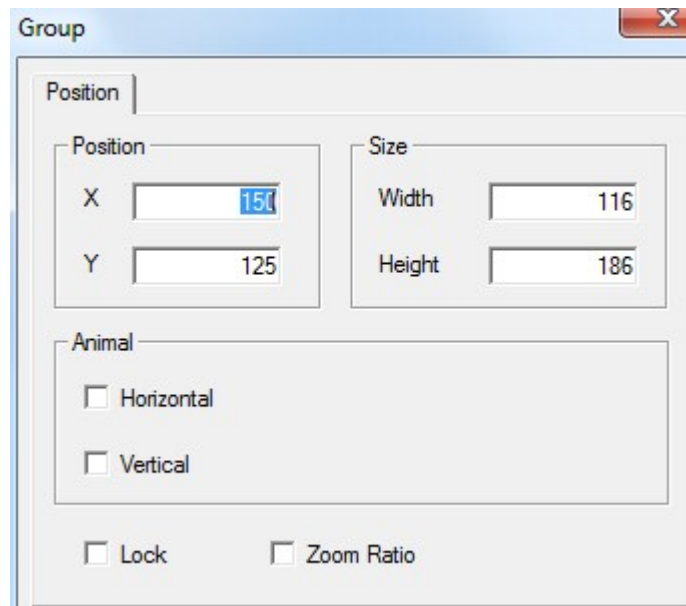 Group
Position
Position
X 150
Y 125
Size
Width 116
Height 186
Animal
Horizontal
Vertical
Lock Zoom Ratio